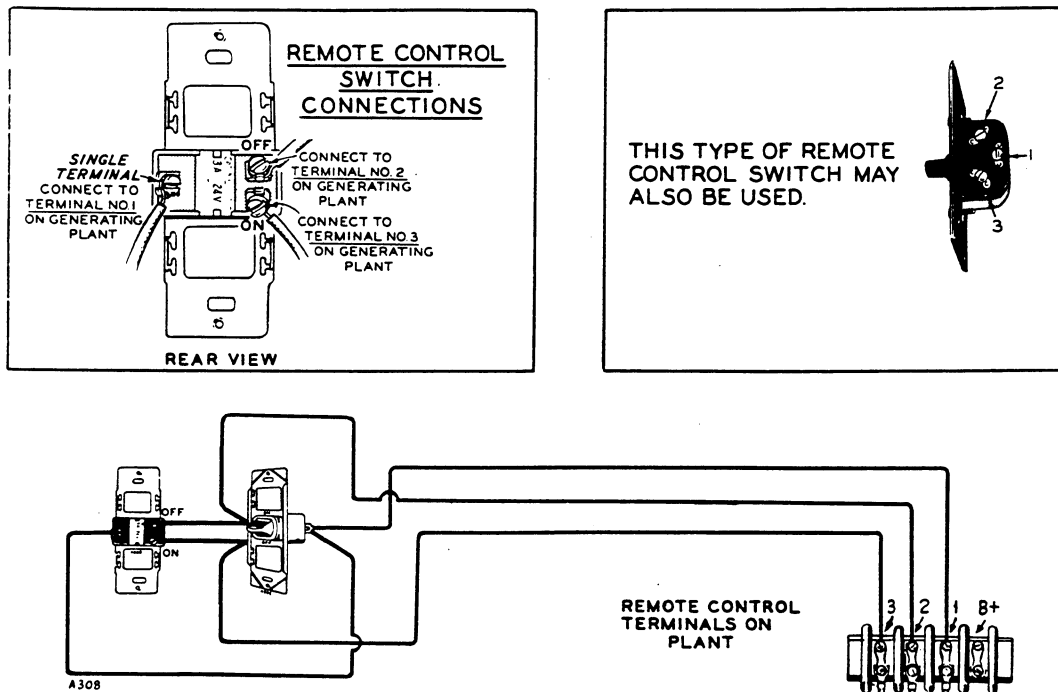 REMOTE CONTROL
SWITCH
CONNECTIONS
OFF
SINGLE
TERMINAL
CONNECT TO
TERMINAL NO.1
ON GENERATING
PLANT
3A 24V
CONNECT TO
TERMINAL NO.2
ON GENERATING
PLANT
ON
CONNECT TO
TERMINAL NO.3
ON GENERATING
PLANT
REAR VIEW
THIS TYPE OF REMOTE
CONTROL SWITCH MAY
ALSO BE USED.
2
1
3
OFF
ON
REMOTE CONTROL
TERMINALS ON
PLANT
3 2 1 B+
A308